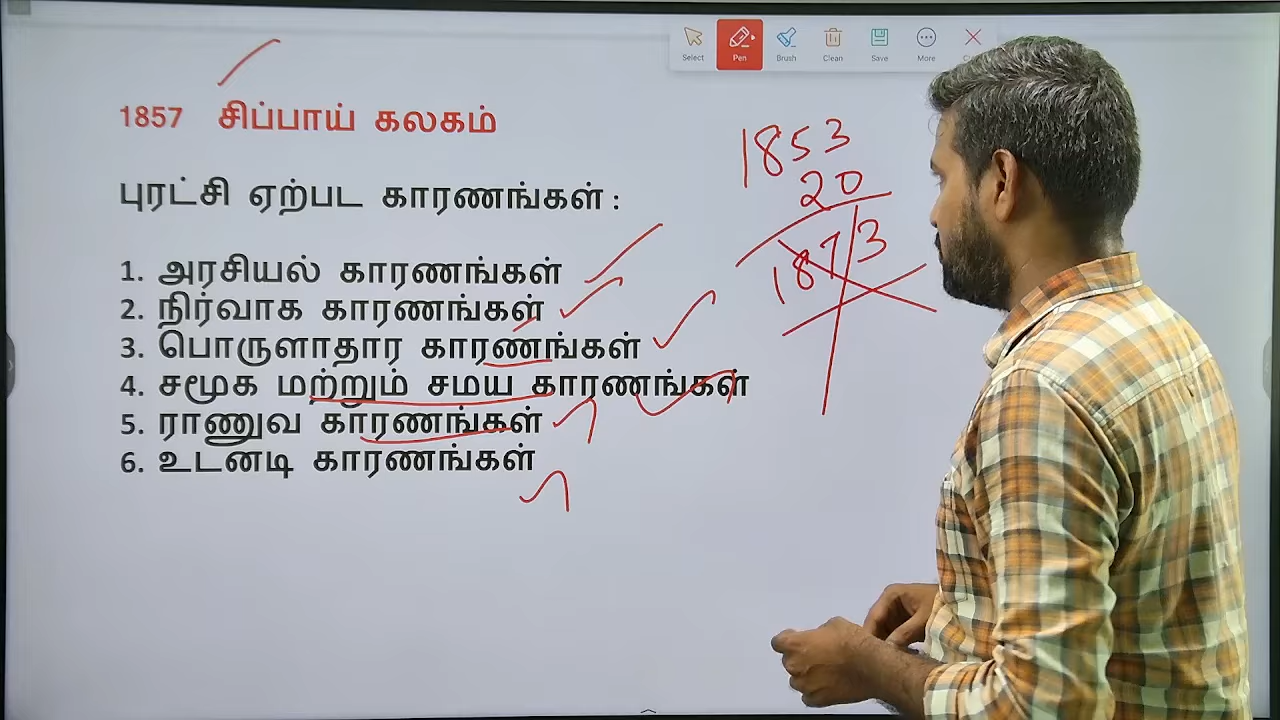 Select Pen Brush Clean Save More
1857 சிப்பாய் கலகம்
புரட்சி ஏற்பட காரணங்கள் :
1. அரசியல் காரணங்கள்
2. நிர்வாக காரணங்கள்
3. பொருளாதார காரணங்கள்
4. சமூக மற்றும் சமய காரணங்கள்
5. ராணுவ காரணங்கள்
6. உடனடி காரணங்கள்
1853
20
1873